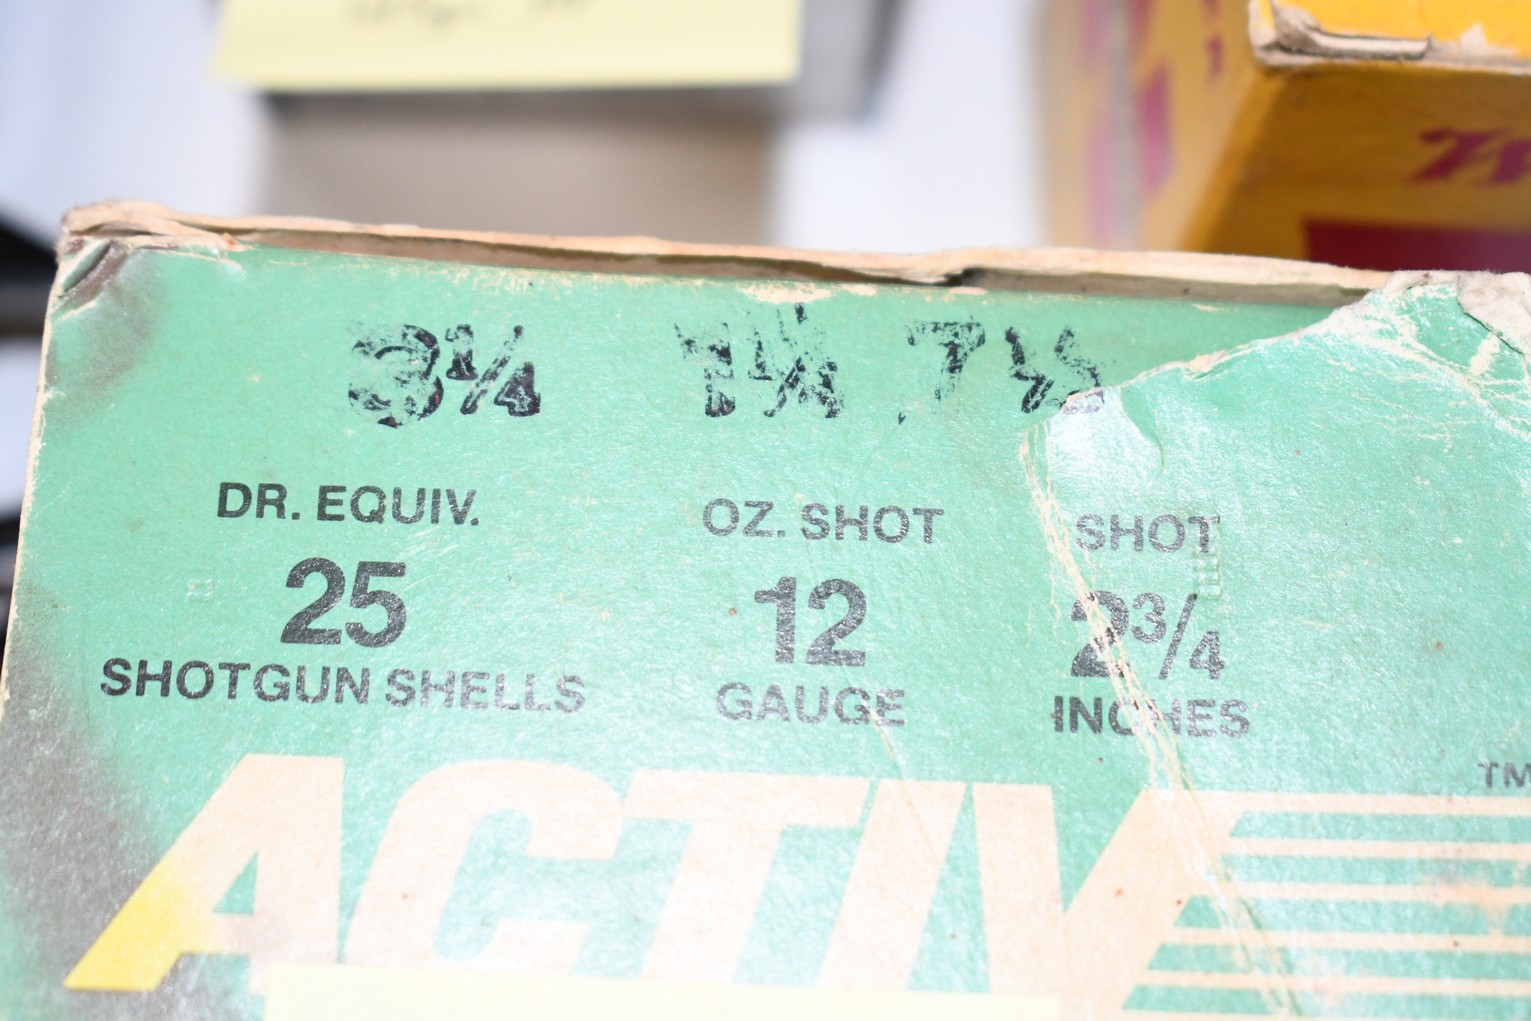 3¼ 1¼ 7½
DR. EQUIV. OZ. SHOT SHOT
25 12 2¾
SHOTGUN SHELLS GAUGE INCHES
TM
ACTIV